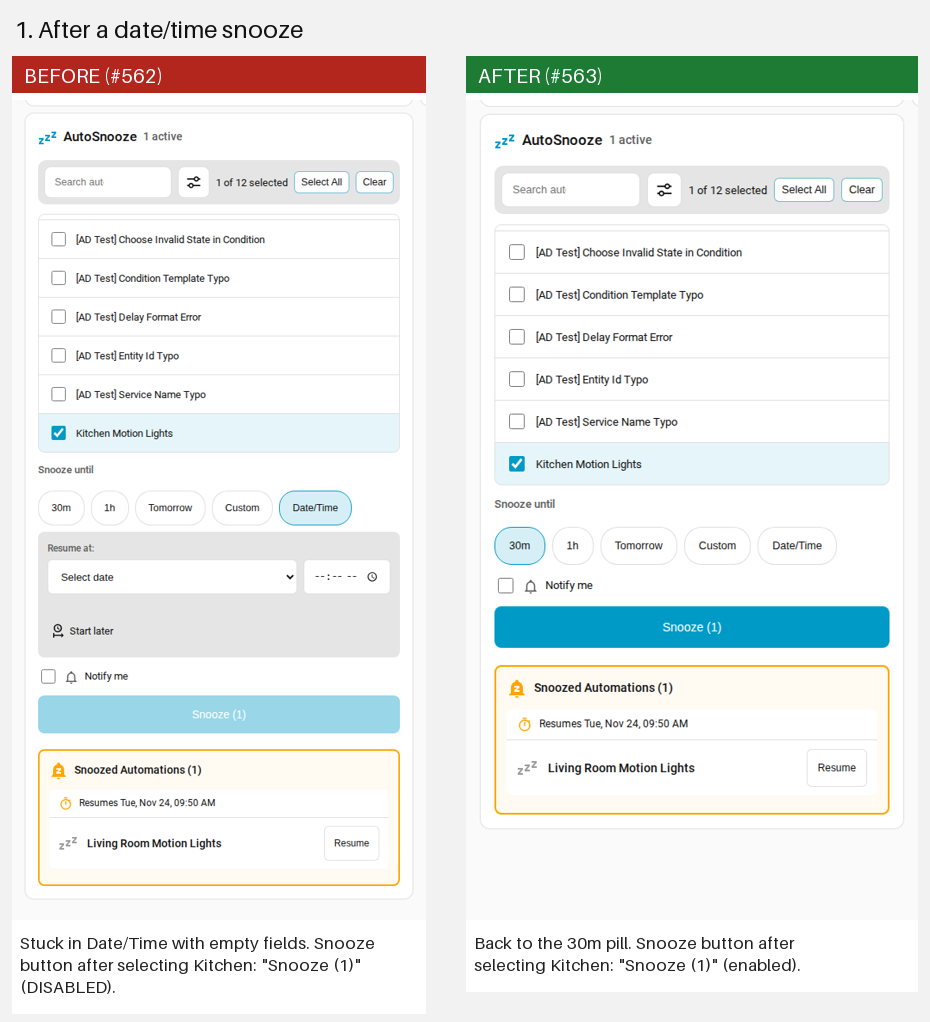 1. After a date/time snooze
BEFORE (#562)
zzz AutoSnooze 1 active
Search aut
1 of 12 selected
Select All
Clear
[AD Test] Choose Invalid State in Condition
[AD Test] Condition Template Typo
[AD Test] Delay Format Error
[AD Test] Entity Id Typo
[AD Test] Service Name Typo
Kitchen Motion Lights
Snooze until
30m
1h
Tomorrow
Custom
Date/Time
Resume at:
Select date
--:-- --
Start later
Notify me
Snooze (1)
Snoozed Automations (1)
Resumes Tue, Nov 24, 09:50 AM
zzz Living Room Motion Lights
Resume
Stuck in Date/Time with empty fields. Snooze
button after selecting Kitchen: "Snooze (1)"
(DISABLED).
AFTER (#563)
zzz AutoSnooze 1 active
Search aut
1 of 12 selected
Select All
Clear
[AD Test] Choose Invalid State in Condition
[AD Test] Condition Template Typo
[AD Test] Delay Format Error
[AD Test] Entity Id Typo
[AD Test] Service Name Typo
Kitchen Motion Lights
Snooze until
30m
1h
Tomorrow
Custom
Date/Time
Notify me
Snooze (1)
Snoozed Automations (1)
Resumes Tue, Nov 24, 09:50 AM
zzz Living Room Motion Lights
Resume
Back to the 30m pill. Snooze button after
selecting Kitchen: "Snooze (1)" (enabled).